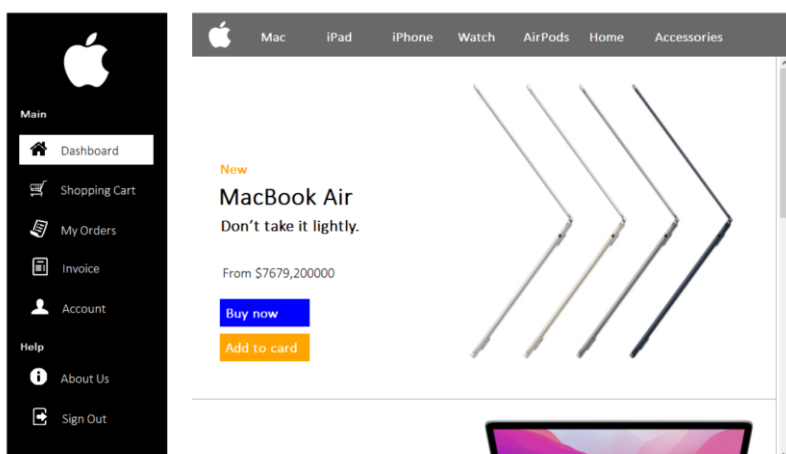 Main
Dashboard
Shopping Cart
My Orders
Invoice
Account
Help
About Us
Sign Out
Mac iPad iPhone Watch AirPods Home Accessories
New
MacBook Air
Don't take it lightly.
From $7679,200000
Buy now
Add to card